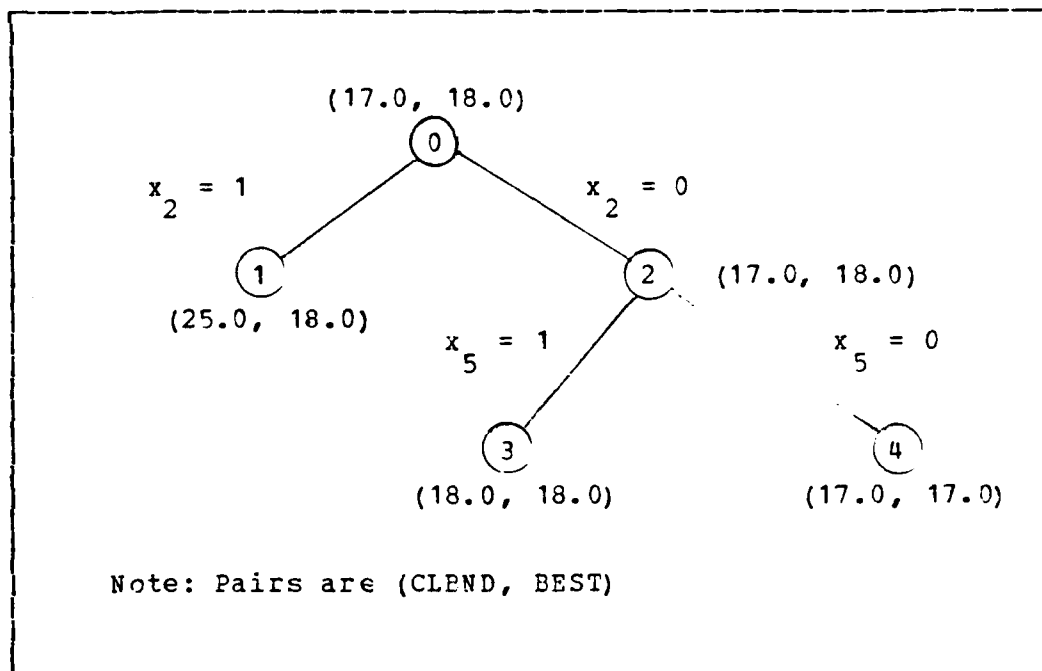 (17.0, 18.0)
0
x2 = 1
x2 = 0
1
2
(17.0, 18.0)
(25.0, 18.0)
x5 = 1
x5 = 0
3
4
(18.0, 18.0)
(17.0, 17.0)
Note: Pairs are (CLBND, BEST)